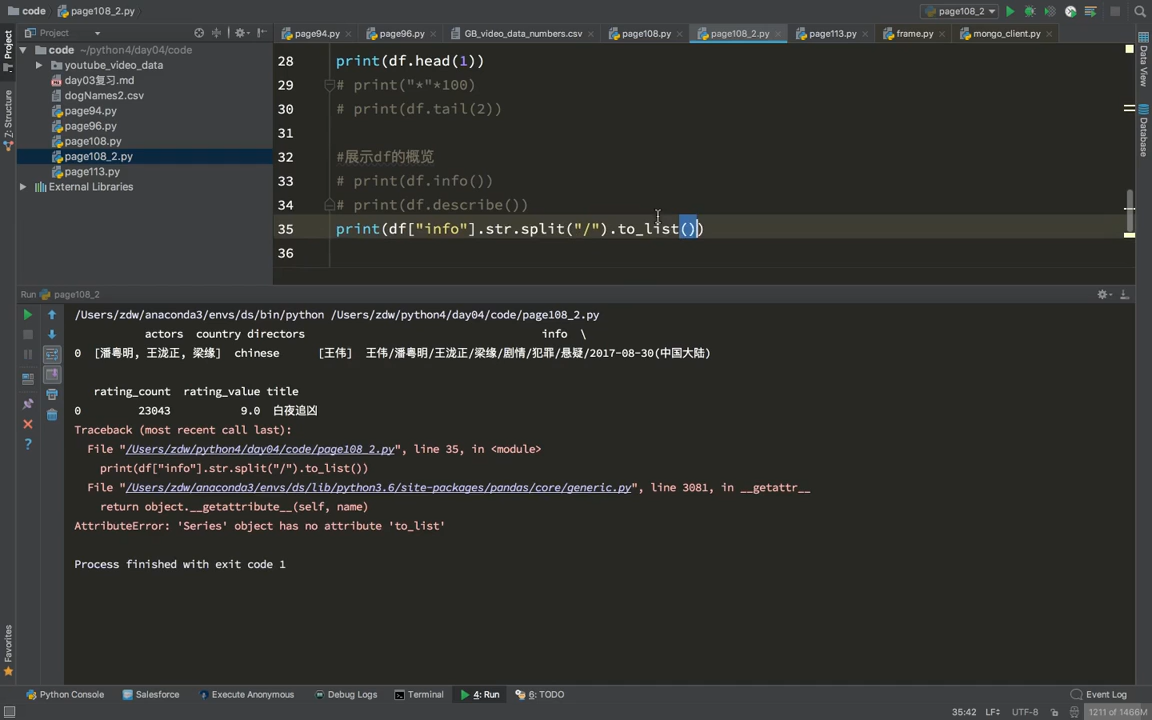 code page108_2.py
page108_2
Project
page94.py page96.py GB_video_data_numbers.csv page108.py page108_2.py page113.py frame.py mongo_client.py
code ~/python4/day04/code
youtube_video_data
day03复习.md
dogNames2.csv
page94.py
page96.py
page108.py
page108_2.py
page113.py
External Libraries
1: Project
7: Structure
2: Favorites
Data View
Database
28 print(df.head(1))
29 # print("*"*100)
30 # print(df.tail(2))
31
32 #展示df的概览
33 # print(df.info())
34 # print(df.describe())
35 print(df["info"].str.split("/").to_list())
36
Run page108_2
/Users/zdw/anaconda3/envs/ds/bin/python /Users/zdw/python4/day04/code/page108_2.py
actors country directors info \
0 [潘粤明, 王泷正, 梁缘] chinese [王伟] 王伟/潘粤明/王泷正/梁缘/剧情/犯罪/悬疑/2017-08-30(中国大陆)
rating_count rating_value title
0 23043 9.0 白夜追凶
Traceback (most recent call last):
File "/Users/zdw/python4/day04/code/page108_2.py", line 35, in <module>
print(df["info"].str.split("/").to_list())
File "/Users/zdw/anaconda3/envs/ds/lib/python3.6/site-packages/pandas/core/generic.py", line 3081, in __getattr__
return object.__getattribute__(self, name)
AttributeError: 'Series' object has no attribute 'to_list'
Process finished with exit code 1
Python Console Salesforce Execute Anonymous Debug Logs Terminal 4: Run 6: TODO Event Log
35:42 LF÷ UTF-8 1211 of 1466M